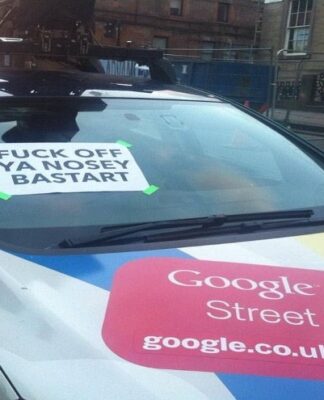 FUCK OFF
YA NOSEY
BASTART
Google
Street
google.co.uk